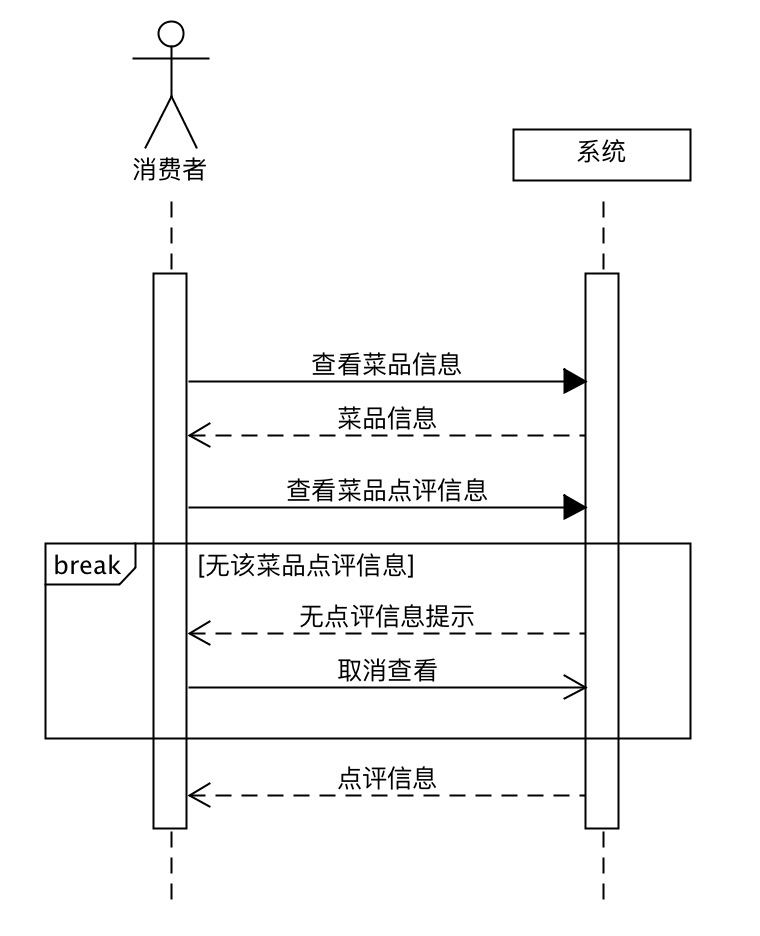 消费者
系统
查看菜品信息
菜品信息
查看菜品点评信息
break
[无该菜品点评信息]
无点评信息提示
取消查看
点评信息